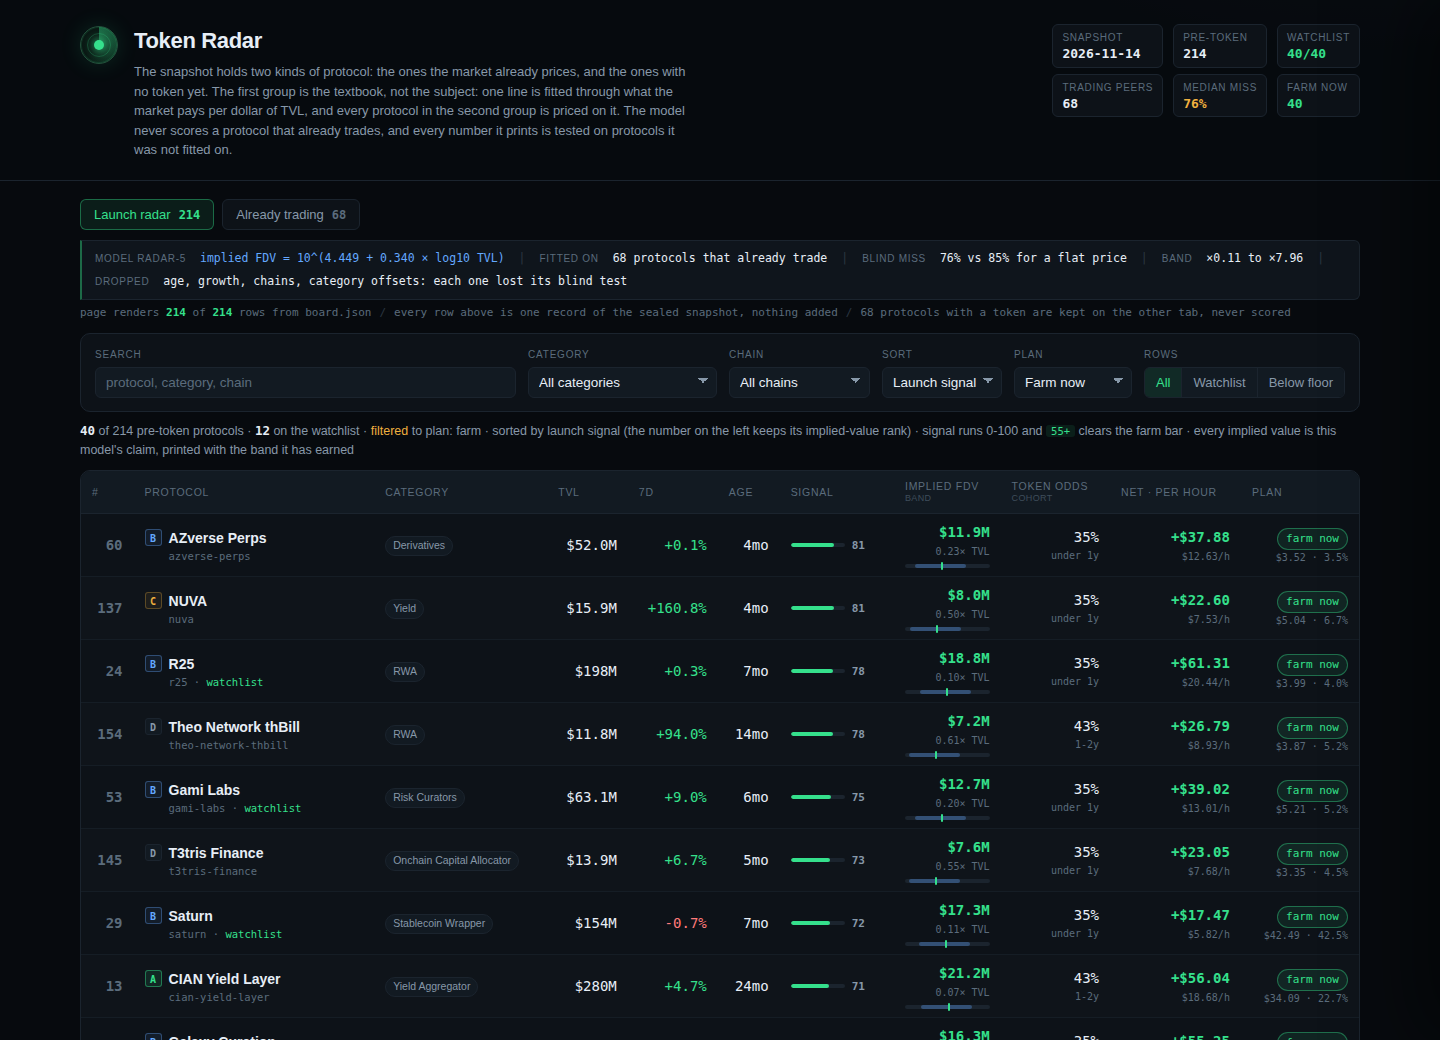 Token Radar
The snapshot holds two kinds of protocol: the ones the market already prices, and the ones with
no token yet. The first group is the textbook, not the subject: one line is fitted through what the
market pays per dollar of TVL, and every protocol in the second group is priced on it. The model
never scores a protocol that already trades, and every number it prints is tested on protocols it
was not fitted on.
SNAPSHOT
2026-11-14
PRE-TOKEN
214
WATCHLIST
40/40
TRADING PEERS
68
MEDIAN MISS
76%
FARM NOW
40
Launch radar 214
Already trading 68
MODEL RADAR-5 implied FDV = 10^(4.449 + 0.340 × log10 TVL) | FITTED ON 68 protocols that already trade | BLIND MISS 76% vs 85% for a flat price | BAND ×0.11 to ×7.96 |
DROPPED age, growth, chains, category offsets: each one lost its blind test
page renders 214 of 214 rows from board.json / every row above is one record of the sealed snapshot, nothing added / 68 protocols with a token are kept on the other tab, never scored
SEARCH CATEGORY CHAIN SORT PLAN ROWS
protocol, category, chain All categories All chains Launch signal Farm now All Watchlist Below floor
40 of 214 pre-token protocols · 12 on the watchlist · filtered to plan: farm · sorted by launch signal (the number on the left keeps its implied-value rank) · signal runs 0-100 and 55+ clears the farm bar · every implied value is this
model's claim, printed with the band it has earned
# PROTOCOL CATEGORY TVL 7D AGE SIGNAL IMPLIED FDV TOKEN ODDS NET · PER HOUR PLAN
BAND COHORT
60 B AZverse Perps Derivatives $52.0M +0.1% 4mo 81 $11.9M 35% +$37.88 farm now
azverse-perps 0.23× TVL under 1y $12.63/h $3.52 · 3.5%
137 C NUVA Yield $15.9M +160.8% 4mo 81 $8.0M 35% +$22.60 farm now
nuva 0.50× TVL under 1y $7.53/h $5.04 · 6.7%
24 B R25 RWA $198M +0.3% 7mo 78 $18.8M 35% +$61.31 farm now
r25 · watchlist 0.10× TVL under 1y $20.44/h $3.99 · 4.0%
154 D Theo Network thBill RWA $11.8M +94.0% 14mo 78 $7.2M 43% +$26.79 farm now
theo-network-thbill 0.61× TVL 1-2y $8.93/h $3.87 · 5.2%
53 B Gami Labs Risk Curators $63.1M +9.0% 6mo 75 $12.7M 35% +$39.02 farm now
gami-labs · watchlist 0.20× TVL under 1y $13.01/h $5.21 · 5.2%
145 D T3tris Finance Onchain Capital Allocator $13.9M +6.7% 5mo 73 $7.6M 35% +$23.05 farm now
t3tris-finance 0.55× TVL under 1y $7.68/h $3.35 · 4.5%
29 B Saturn Stablecoin Wrapper $154M -0.7% 7mo 72 $17.3M 35% +$17.47 farm now
saturn · watchlist 0.11× TVL under 1y $5.82/h $42.49 · 42.5%
13 A CIAN Yield Layer Yield Aggregator $280M +4.7% 24mo 71 $21.2M 43% +$56.04 farm now
cian-yield-layer 0.07× TVL 1-2y $18.68/h $34.09 · 22.7%
$16.3M